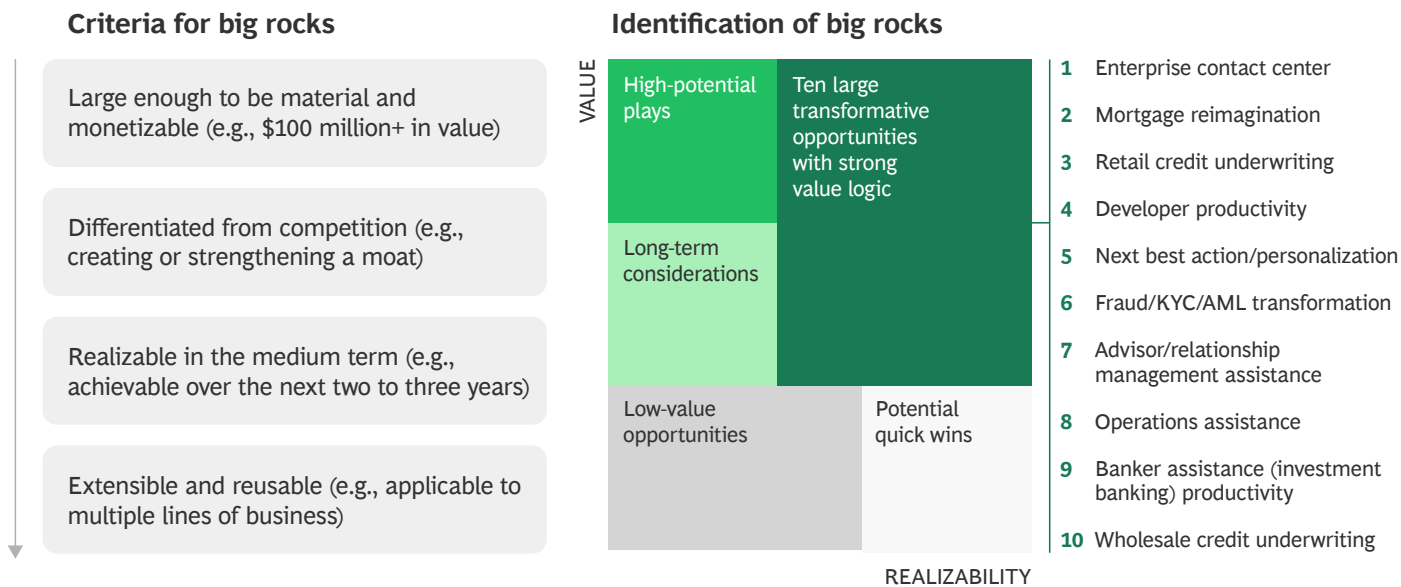 Criteria for big rocks
Large enough to be material and
monetizable (e.g., $100 million+ in value)
Differentiated from competition (e.g.,
creating or strengthening a moat)
Realizable in the medium term (e.g.,
achievable over the next two to three years)
Extensible and reusable (e.g., applicable to
multiple lines of business)
Identification of big rocks
VALUE
High-potential
plays
Ten large
transformative
opportunities
with strong
value logic
Long-term
considerations
Low-value
opportunities
Potential
quick wins
REALIZABILITY
1 Enterprise contact center
2 Mortgage reimagination
3 Retail credit underwriting
4 Developer productivity
5 Next best action/personalization
6 Fraud/KYC/AML transformation
7 Advisor/relationship
management assistance
8 Operations assistance
9 Banker assistance (investment
banking) productivity
10 Wholesale credit underwriting